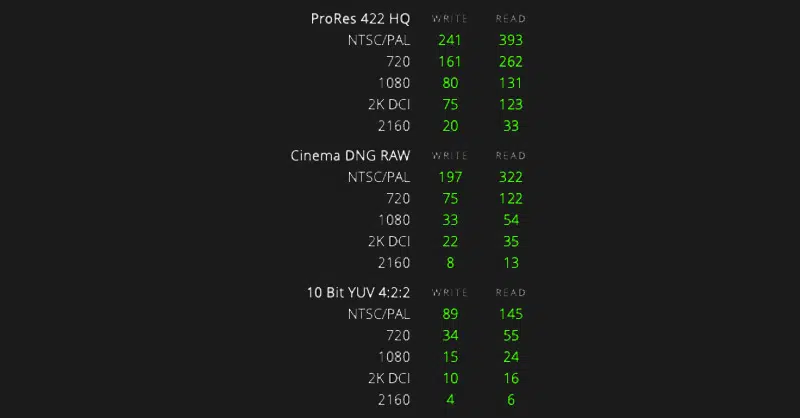 ProRes 422 HQ WRITE READ
NTSC/PAL 241 393
720 161 262
1080 80 131
2K DCI 75 123
2160 20 33
Cinema DNG RAW WRITE READ
NTSC/PAL 197 322
720 75 122
1080 33 54
2K DCI 22 35
2160 8 13
10 Bit YUV 4:2:2 WRITE READ
NTSC/PAL 89 145
720 34 55
1080 15 24
2K DCI 10 16
2160 4 6